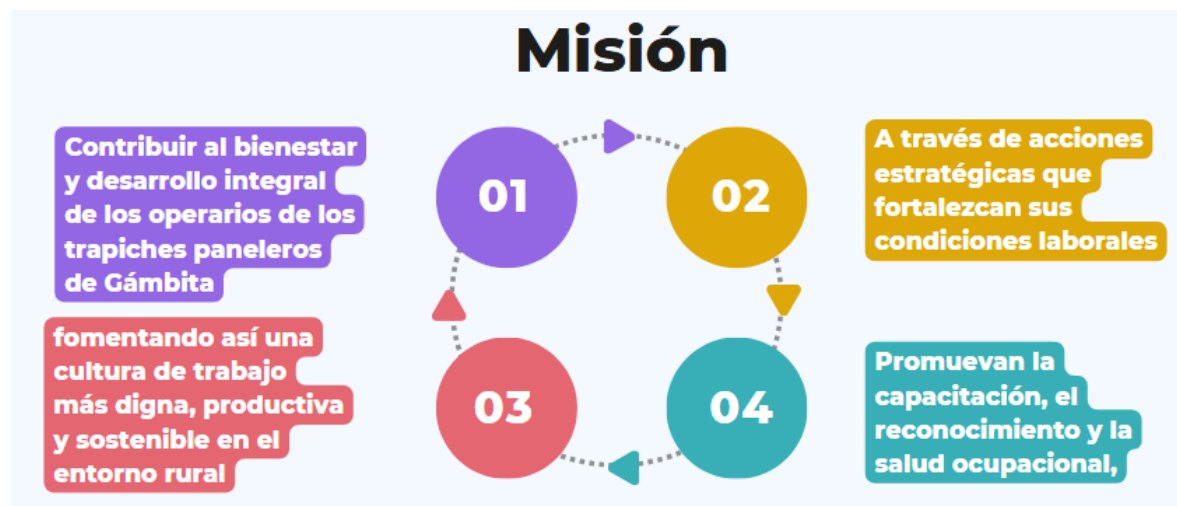 Misión
Contribuir al bienestar
y desarrollo integral
de los operarios de los
trapiches paneleros
de Gámbita
01
02
A través de acciones
estratégicas que
fortalezcan sus
condiciones laborales
fomentando así una
cultura de trabajo
más digna, productiva
y sostenible en el
entorno rural
03
04
Promuevan la
capacitación, el
reconocimiento y la
salud ocupacional,